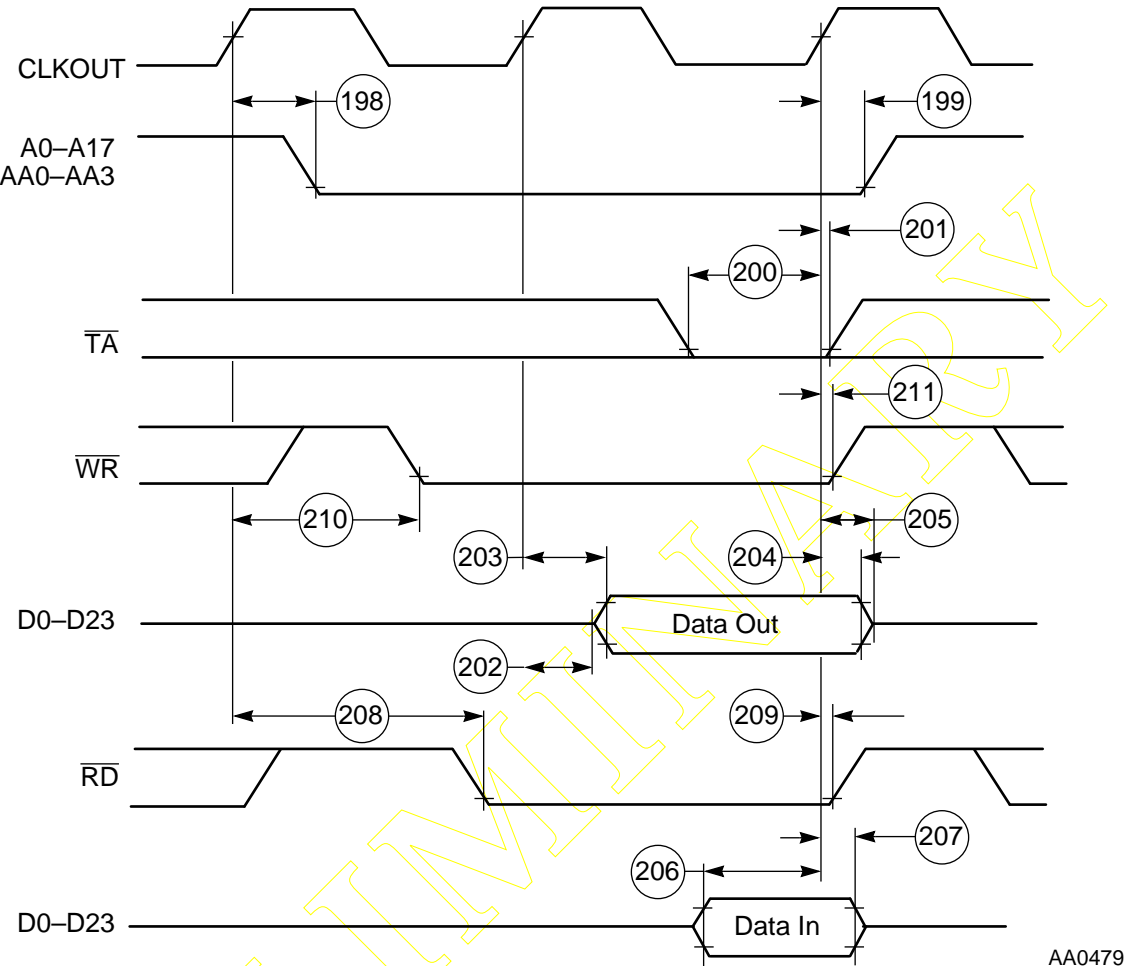 CLKOUT
198
199
A0–A17
AA0–AA3
201
200
TA
211
WR
210
205
203
204
D0–D23
Data Out
202
208
209
RD
207
206
D0–D23
Data In
AA0479
IMINARY